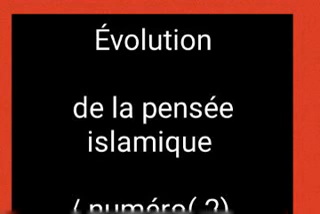 Évolution
de la pensée
islamique
( numéro( 2)